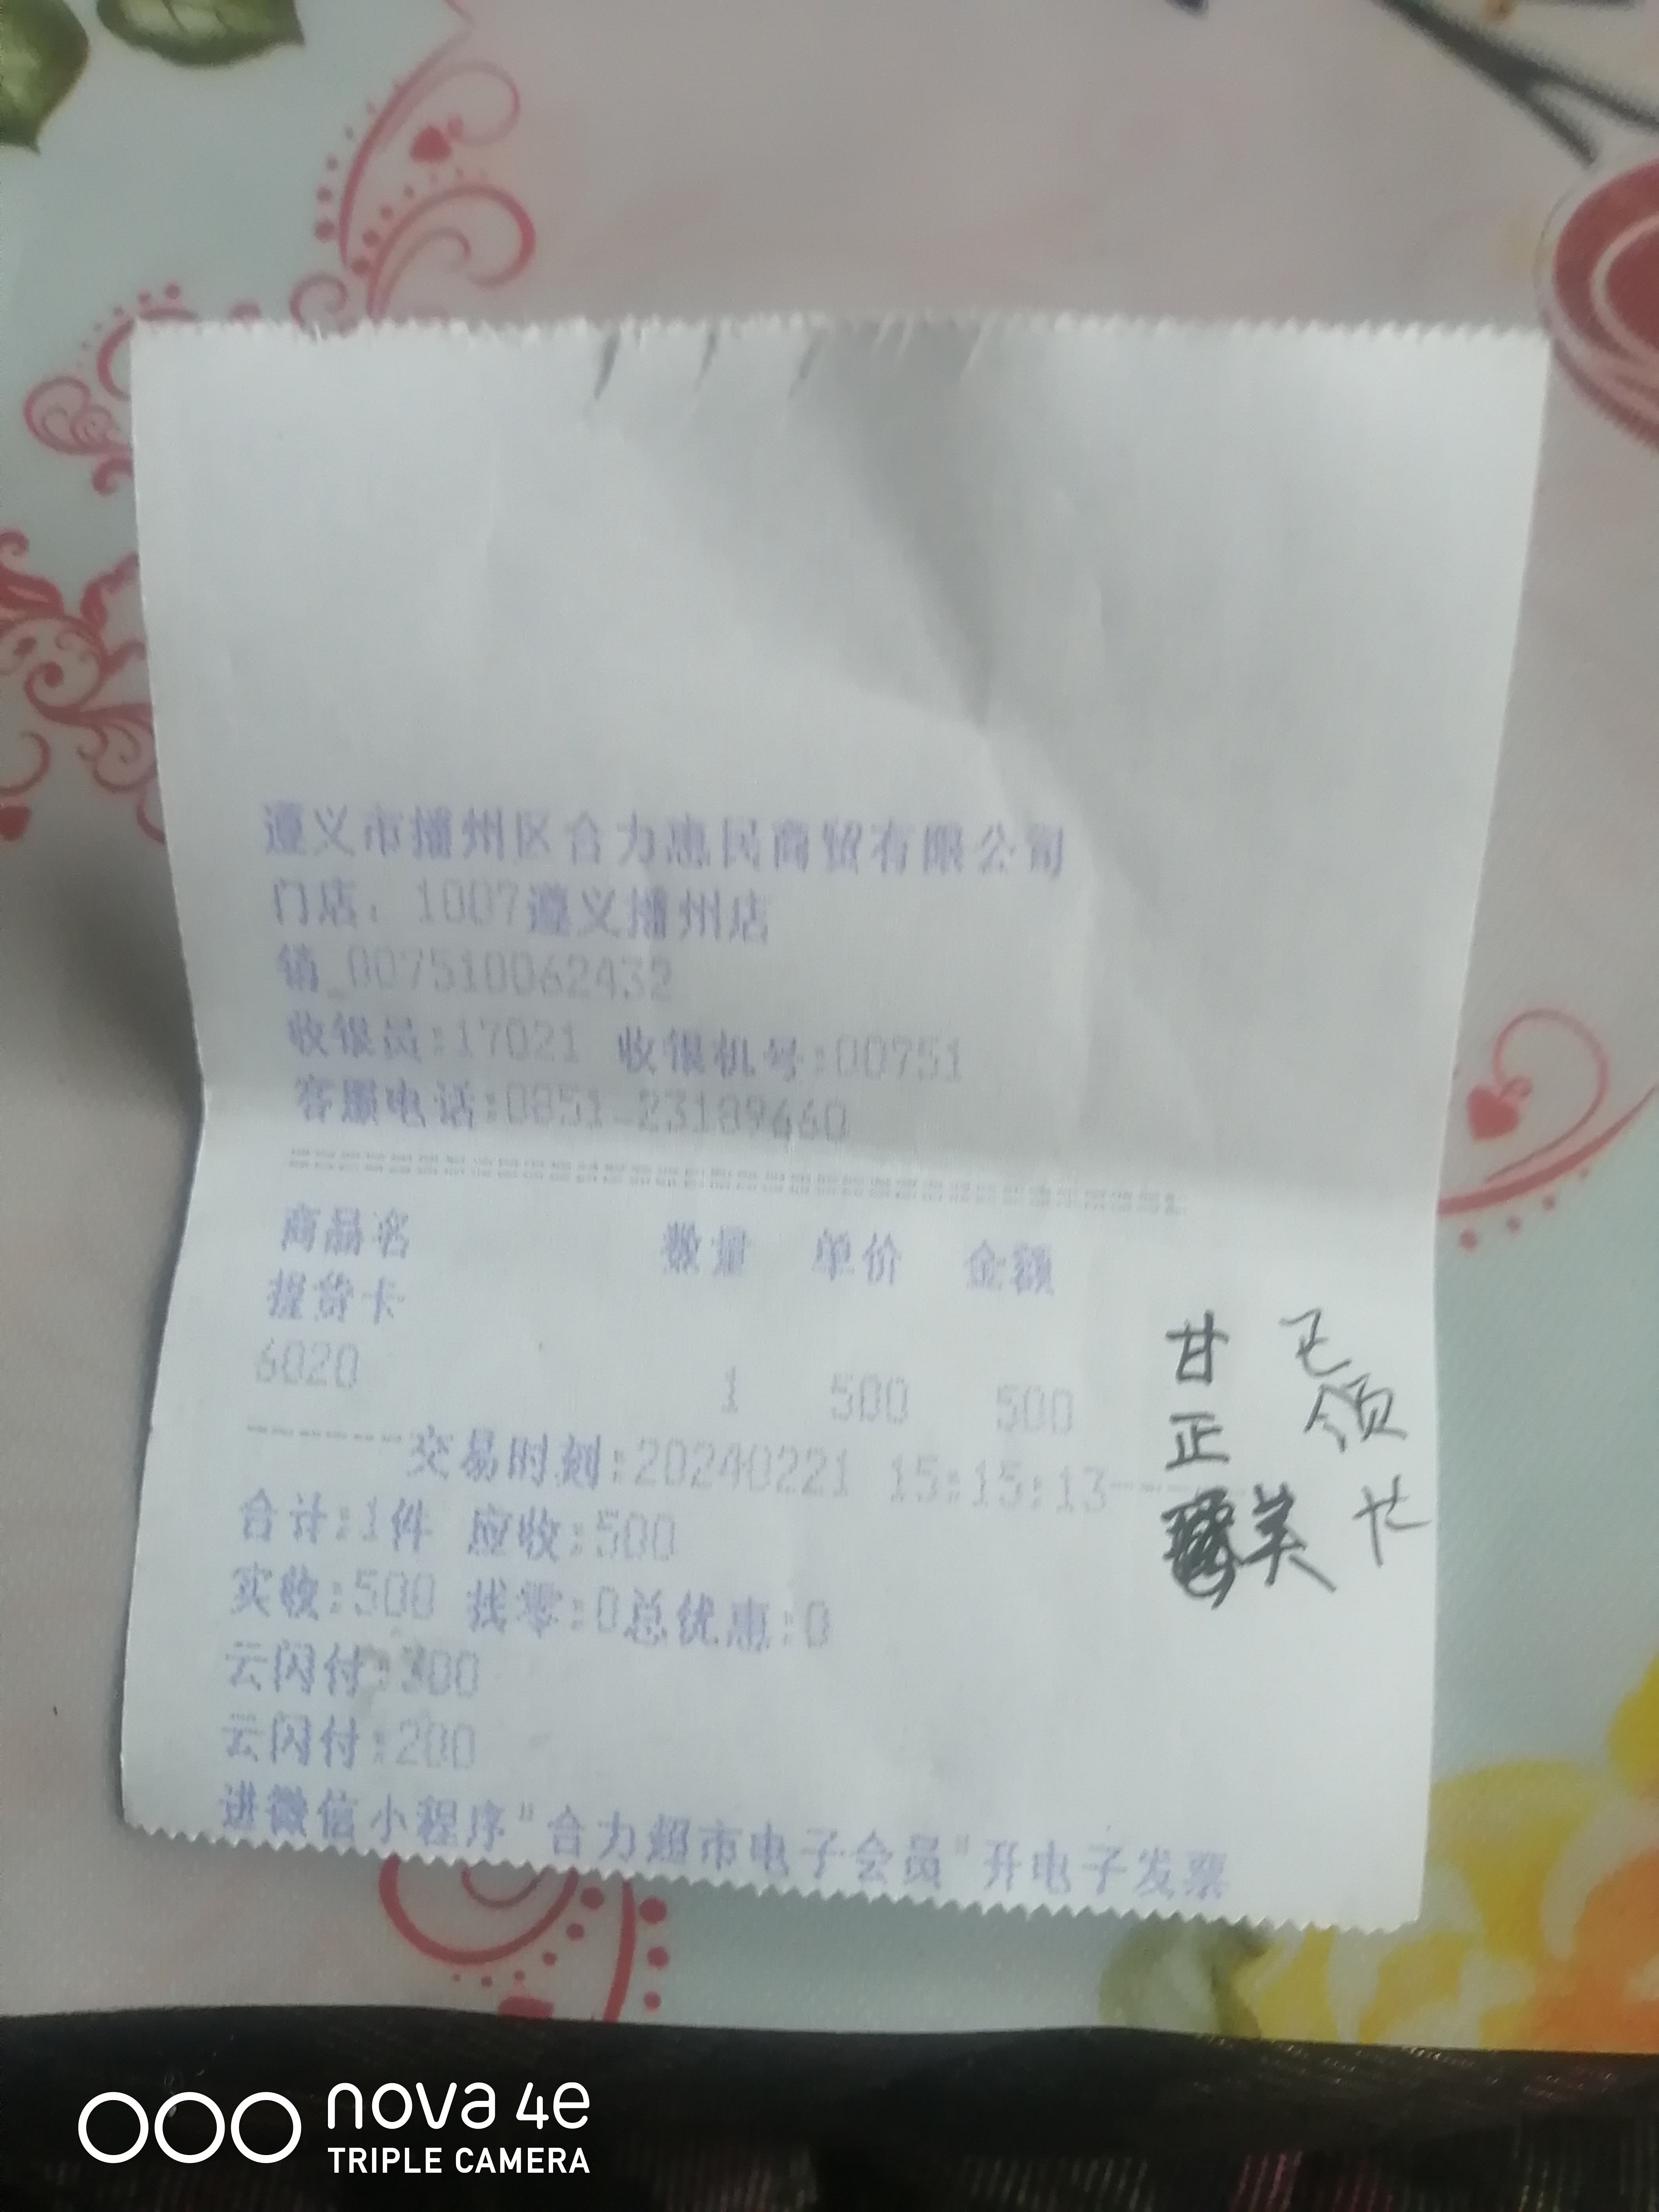 遵义市播州区合力惠民商贸有限公司
门店：1007遵义播州店
销_007510062432
收银员:17021 收银机号:00751
客服电话:0851-23189660
商品名 数量 单价 金额
提货卡
6020 1 500 500
------交易时刻:20240221 15:15:13-----
合计:1件 应收:500
实收:500 找零:0总优惠:0
云闪付:300
云闪付:200
进微信小程序"合力超市电子会员"开电子发票
甘正美
已领
nova 4e
TRIPLE CAMERA